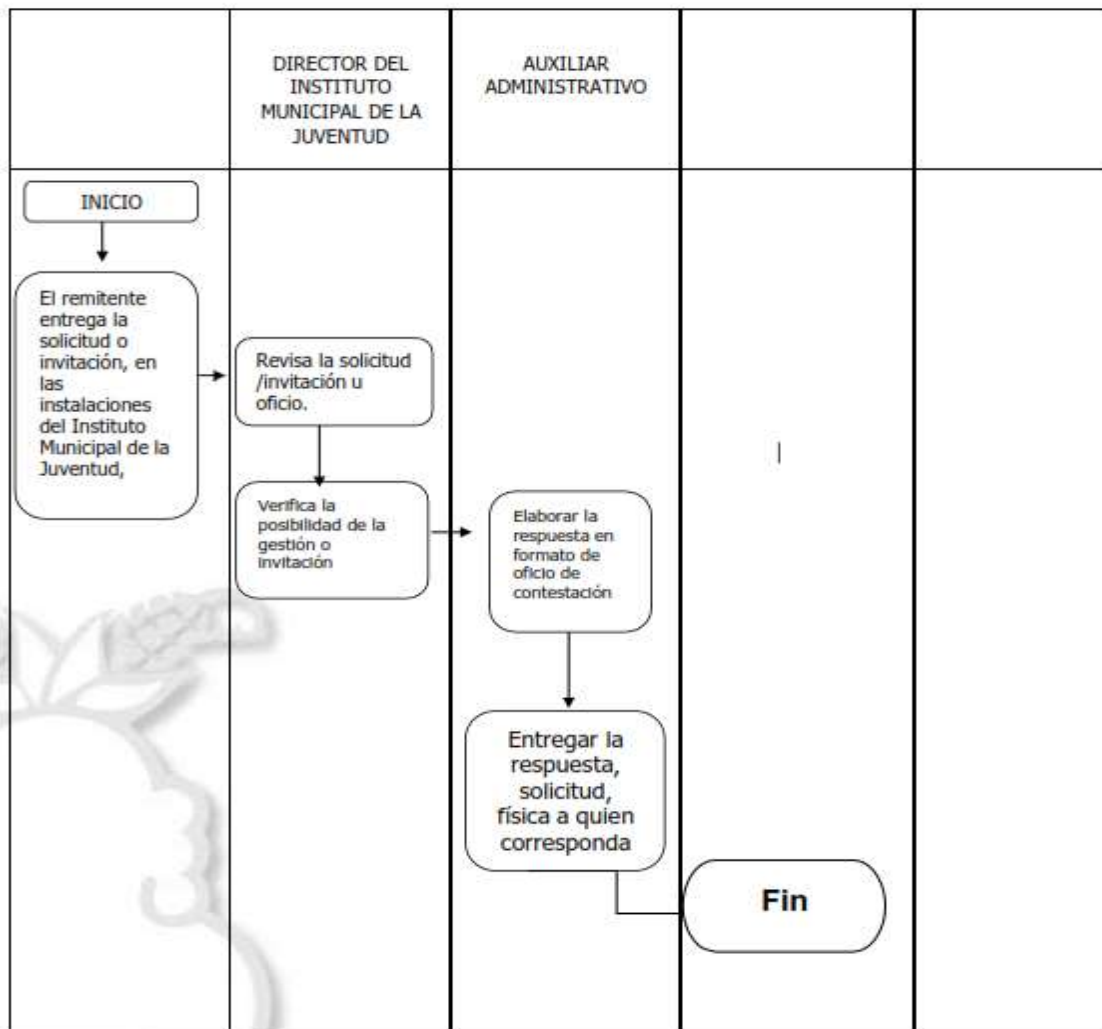 DIRECTOR DEL
INSTITUTO
MUNICIPAL DE LA
JUVENTUD
AUXILIAR
ADMINISTRATIVO
INICIO
El remitente
entrega la
solicitud o
invitación, en
las
instalaciones
del Instituto
Municipal de la
Juventud,
Revisa la solicitud
/invitación u
oficio.
Verifica la
posibilidad de la
gestión o
invitación
Elaborar la
respuesta en
formato de
oficio de
contestación
Entregar la
respuesta,
solicitud,
física a quien
corresponda
Fin